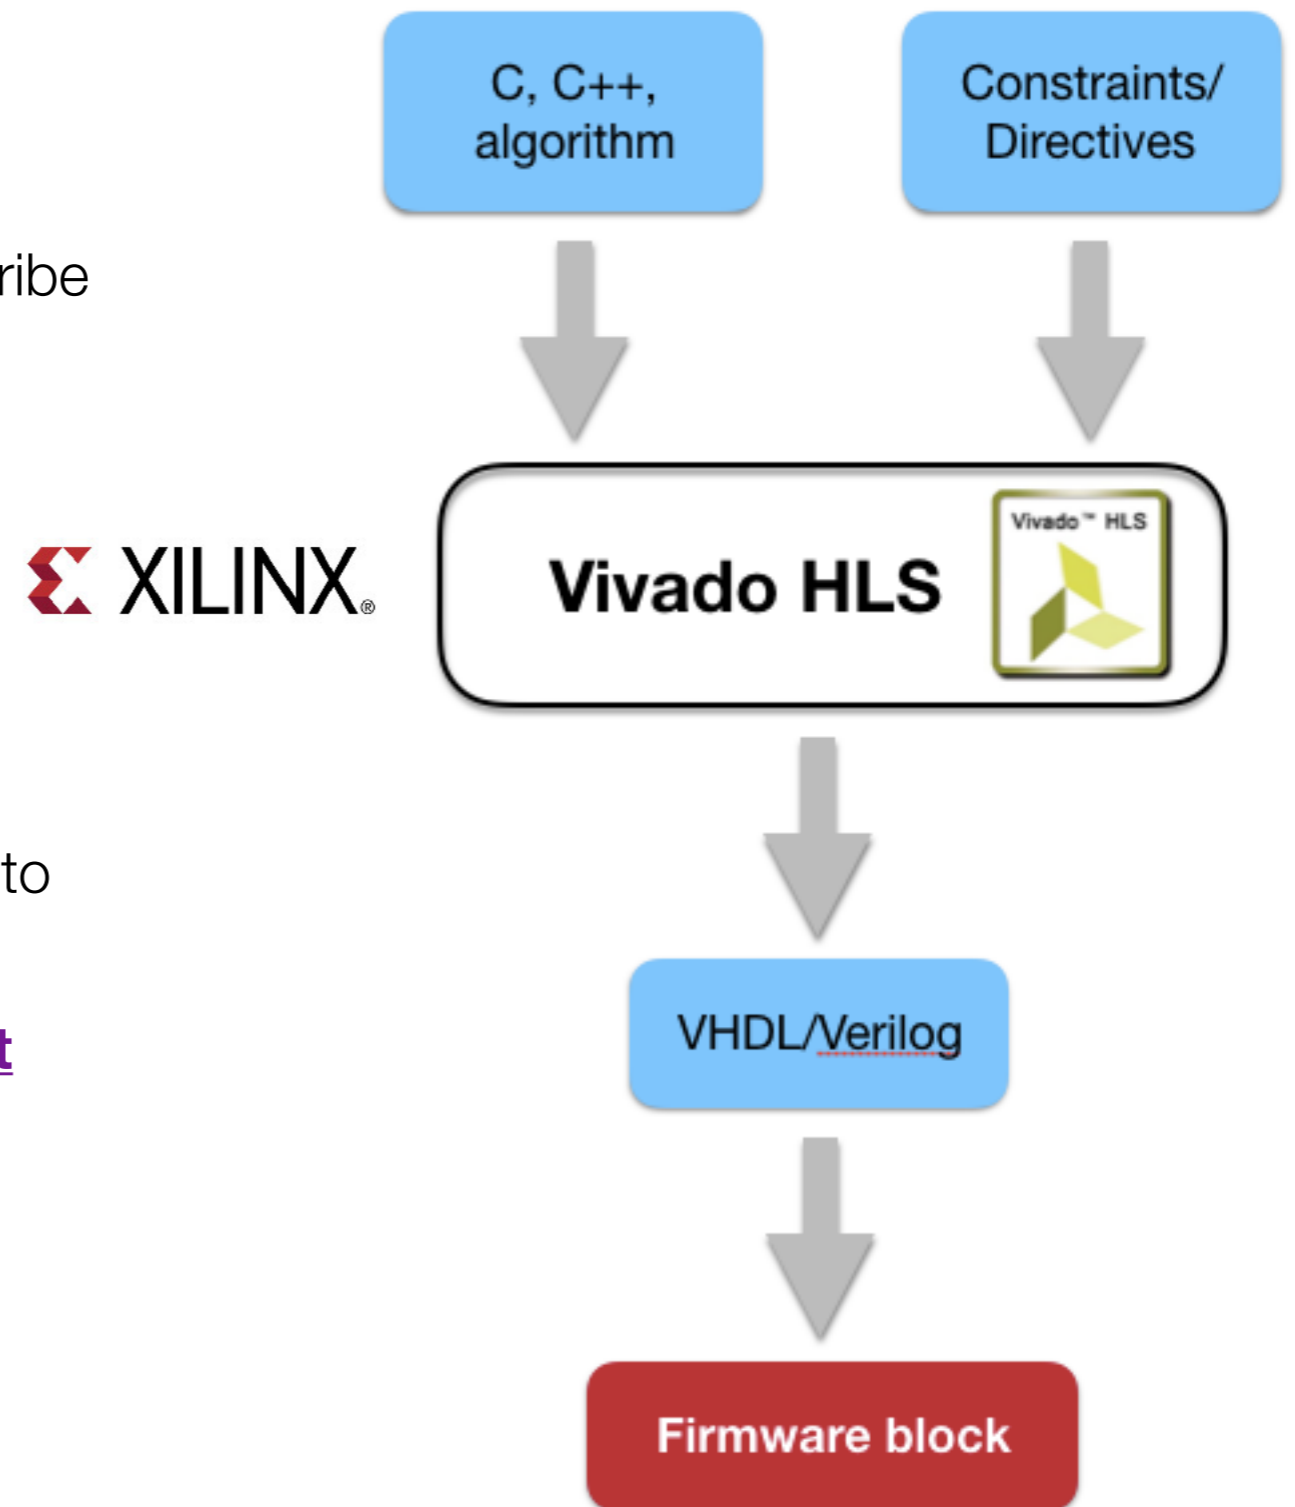 C, C++,
algorithm
Constraints/
Directives
ribe
XILINX®
Vivado HLS
Vivado™ HLS
to
VHDL/Verilog
t
Firmware block